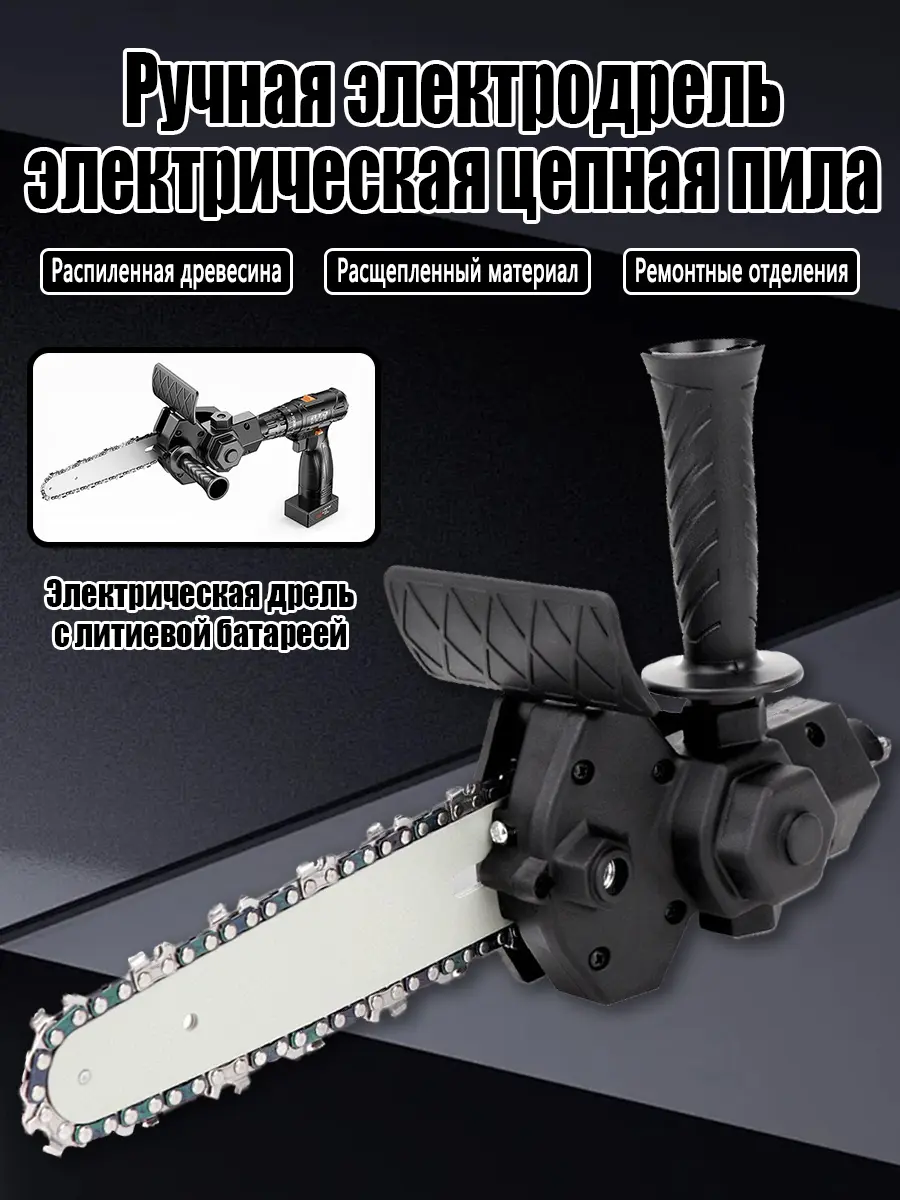 Ручная электродрель
электрическая цепная пила
Распиленная древесина
Расщепленный материал
Ремонтные отделения
Электрическая дрель
с литиевой батареей